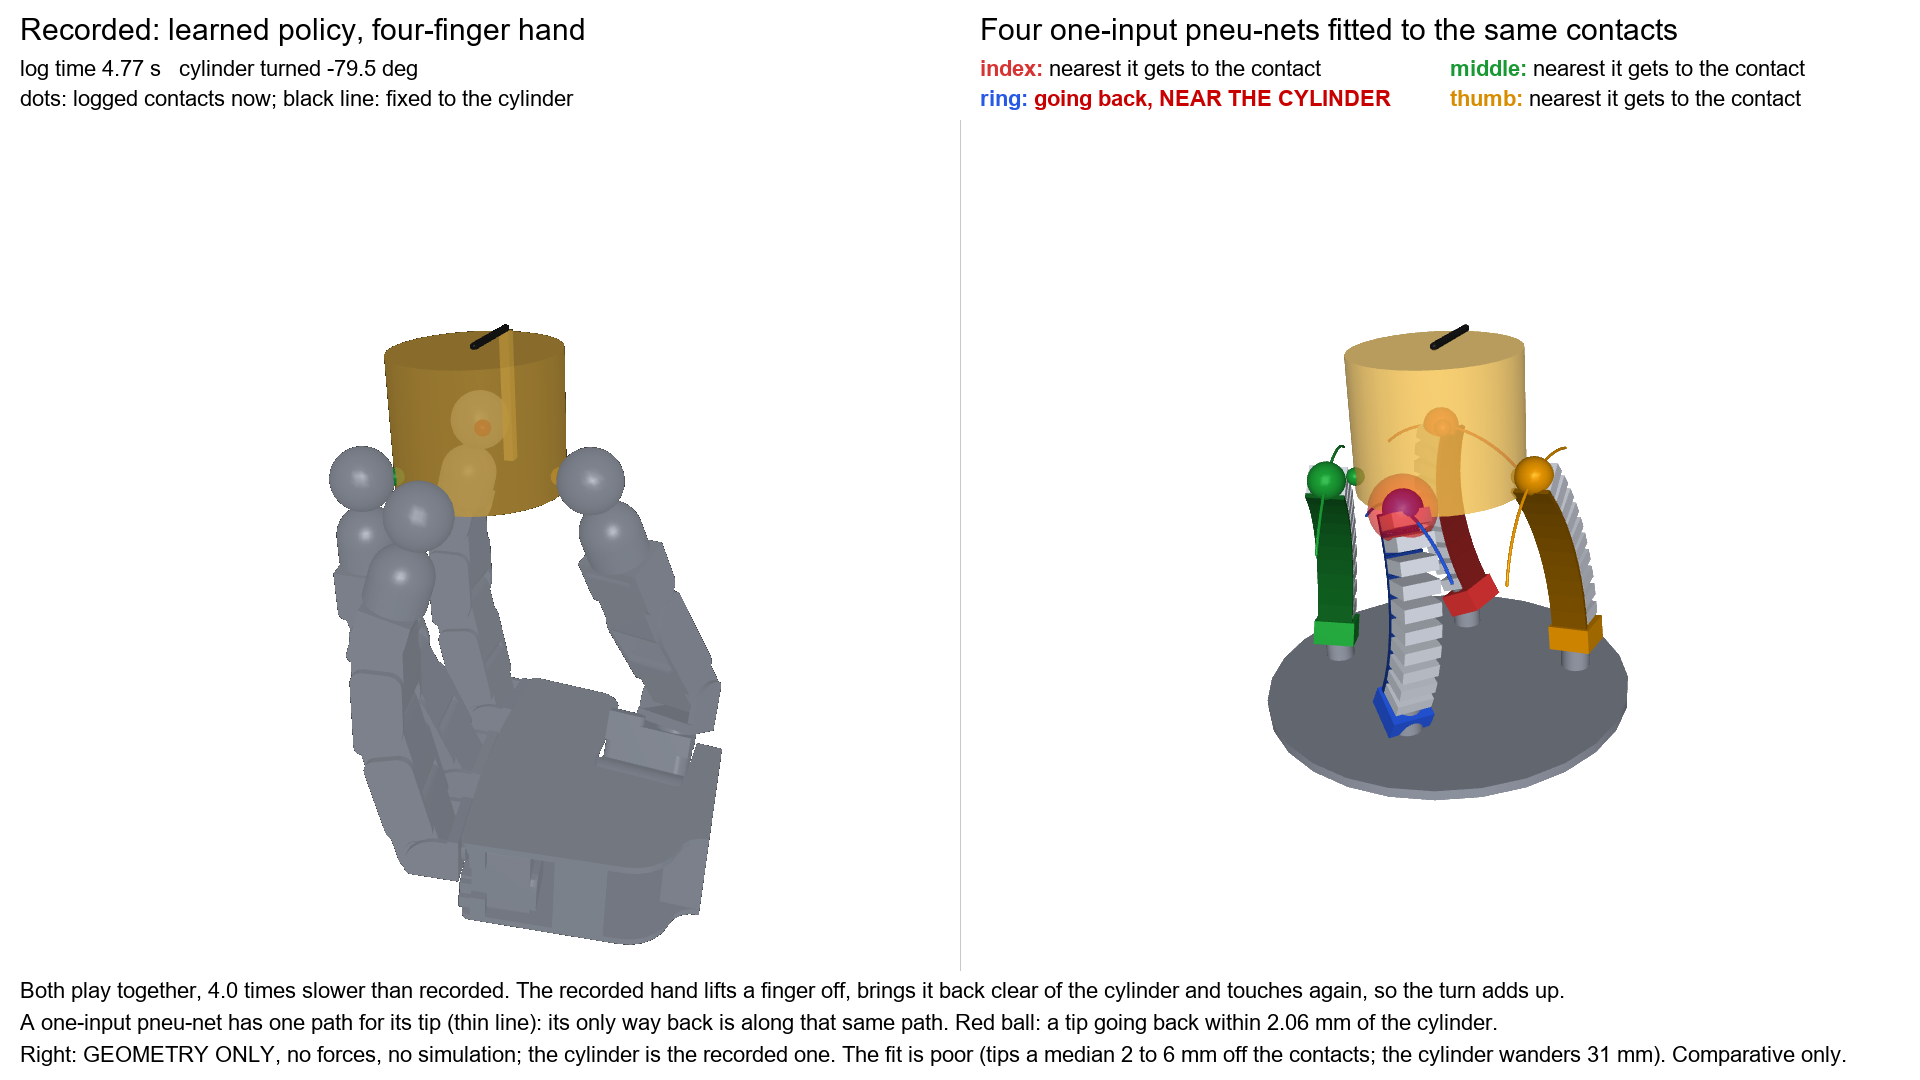 Recorded: learned policy, four-finger hand
log time 4.77 s   cylinder turned -79.5 deg
dots: logged contacts now; black line: fixed to the cylinder
Four one-input pneu-nets fitted to the same contacts
index: nearest it gets to the contact
middle: nearest it gets to the contact
ring: going back, NEAR THE CYLINDER
thumb: nearest it gets to the contact
Both play together, 4.0 times slower than recorded. The recorded hand lifts a finger off, brings it back clear of the cylinder and touches again, so the turn adds up.
A one-input pneu-net has one path for its tip (thin line): its only way back is along that same path. Red ball: a tip going back within 2.06 mm of the cylinder.
Right: GEOMETRY ONLY, no forces, no simulation; the cylinder is the recorded one. The fit is poor (tips a median 2 to 6 mm off the contacts; the cylinder wanders 31 mm). Comparative only.